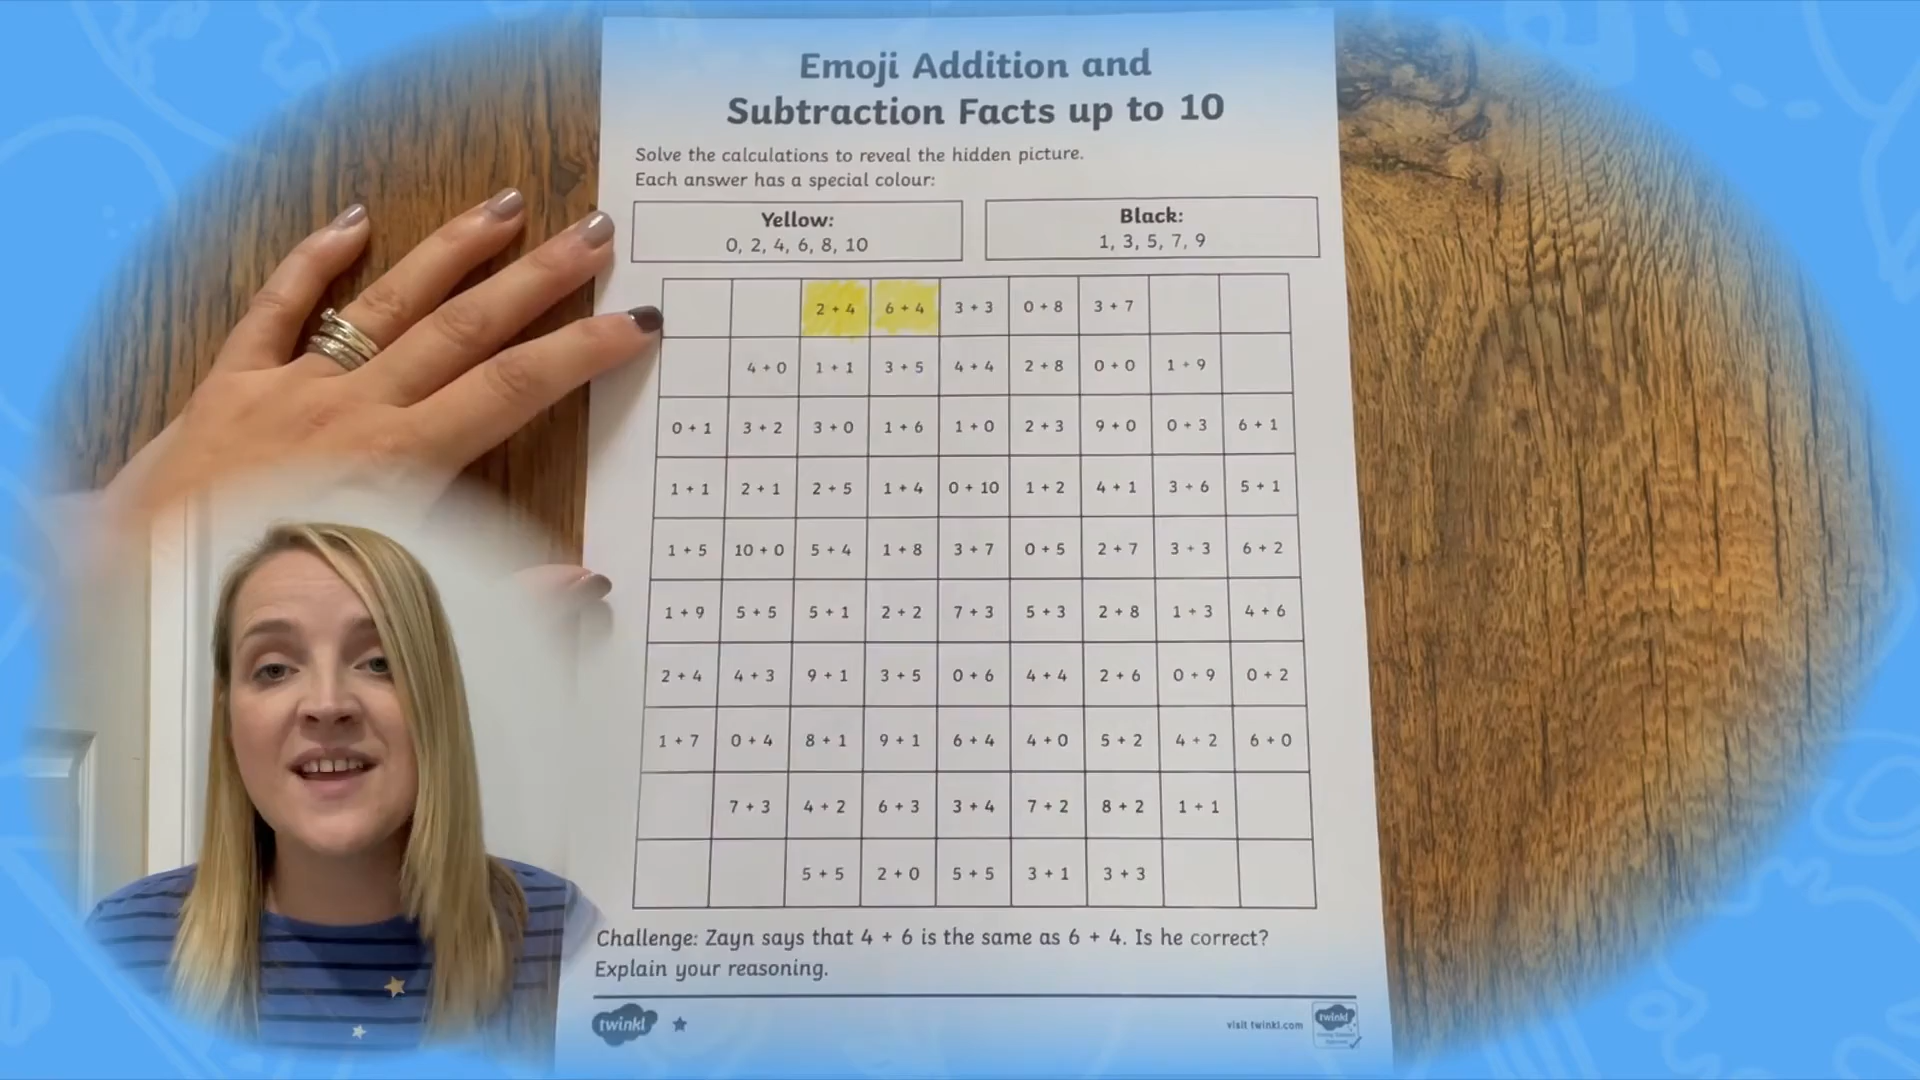 Emoji Addition and
Subtraction Facts up to 10
Solve the calculations to reveal the hidden picture.
Each answer has a special colour:
Yellow:
0, 2, 4, 6, 8, 10
Black:
1, 3, 5, 7, 9
2 + 4 6 + 4 3 + 3 0 + 8 3 + 7
4 + 0 1 + 1 3 + 5 4 + 4 2 + 8 0 + 0 1 + 9
0 + 1 3 + 2 3 + 0 1 + 6 1 + 0 2 + 3 9 + 0 0 + 3 6 + 1
1 + 1 2 + 1 2 + 5 1 + 4 0 + 10 1 + 2 4 + 1 3 + 6 5 + 1
1 + 5 10 + 0 5 + 4 1 + 8 3 + 7 0 + 5 2 + 7 3 + 3 6 + 2
1 + 9 5 + 5 5 + 1 2 + 2 7 + 3 5 + 3 2 + 8 1 + 3 4 + 6
2 + 4 4 + 3 9 + 1 3 + 5 0 + 6 4 + 4 2 + 6 0 + 9 0 + 2
1 + 7 0 + 4 8 + 1 9 + 1 6 + 4 4 + 0 5 + 2 4 + 2 6 + 0
7 + 3 4 + 2 6 + 3 3 + 4 7 + 2 8 + 2 1 + 1
5 + 5 2 + 0 5 + 5 3 + 1 3 + 3
Challenge: Zayn says that 4 + 6 is the same as 6 + 4. Is he correct?
Explain your reasoning.
twinkl
visit twinkl.com
twinkl